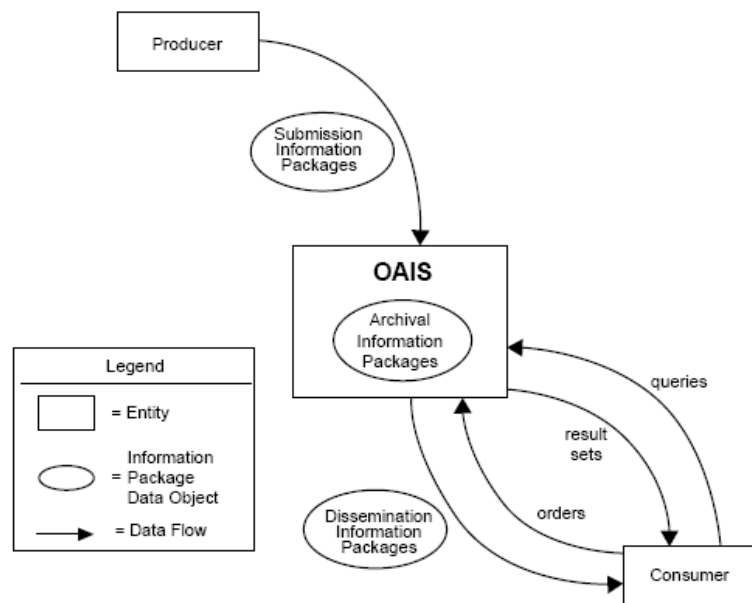 Producer
Submission
Information
Packages
OAIS
Archival
Information
Packages
queries
result
sets
orders
Dissemination
Information
Packages
Consumer
Legend
= Entity
Information
= Package
Data Object
= Data Flow